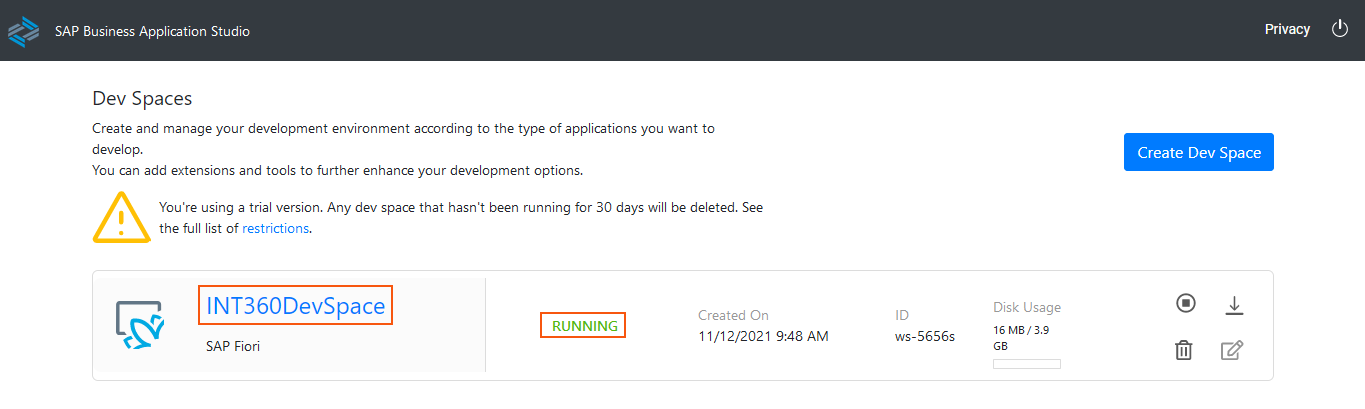 SAP Business Application Studio
Privacy
Dev Spaces
Create and manage your development environment according to the type of applications you want to
develop.
You can add extensions and tools to further enhance your development options.
Create Dev Space
You're using a trial version. Any dev space that hasn't been running for 30 days will be deleted. See
the full list of restrictions.
INT360DevSpace
SAP Fiori
RUNNING
Created On
11/12/2021 9:48 AM
ID
ws-5656s
Disk Usage
16 MB / 3.9
GB